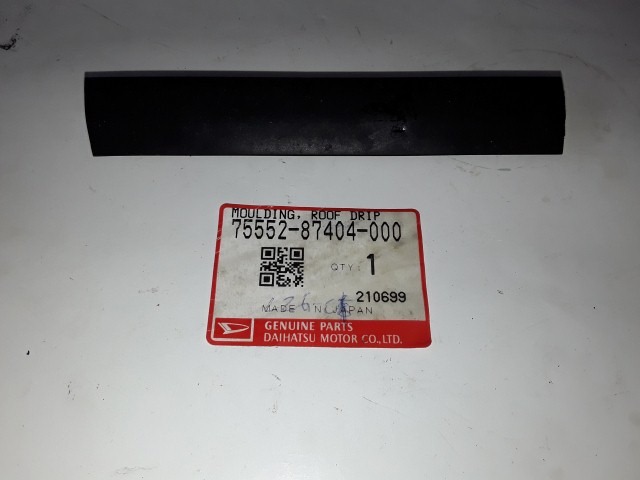 MOULDING, ROOF DRIP
75552-87404-000
QTY: 1
210699
MADE IN JAPAN
GENUINE PARTS
DAIHATSU MOTOR CO., LTD.